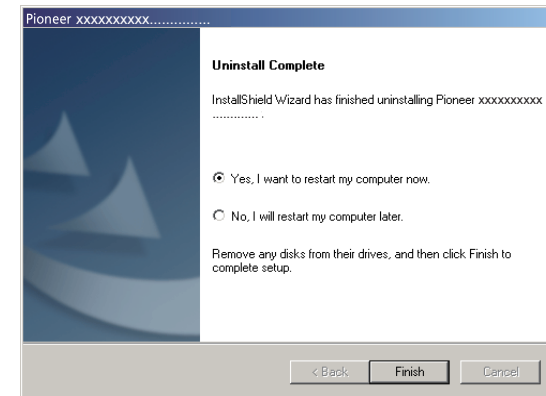 Pioneer xxxxxxxxxx...............
Uninstall Complete
InstallShield Wizard has finished uninstalling Pioneer xxxxxxxxxx
............. .
Yes, I want to restart my computer now.
No, I will restart my computer later.
Remove any disks from their drives, and then click Finish to
complete setup.
< Back Finish Cancel